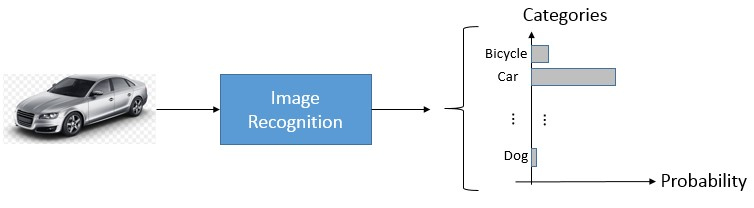 Categories
Bicycle
Car
Image
Recognition
⋮ ⋮
Dog
Probability